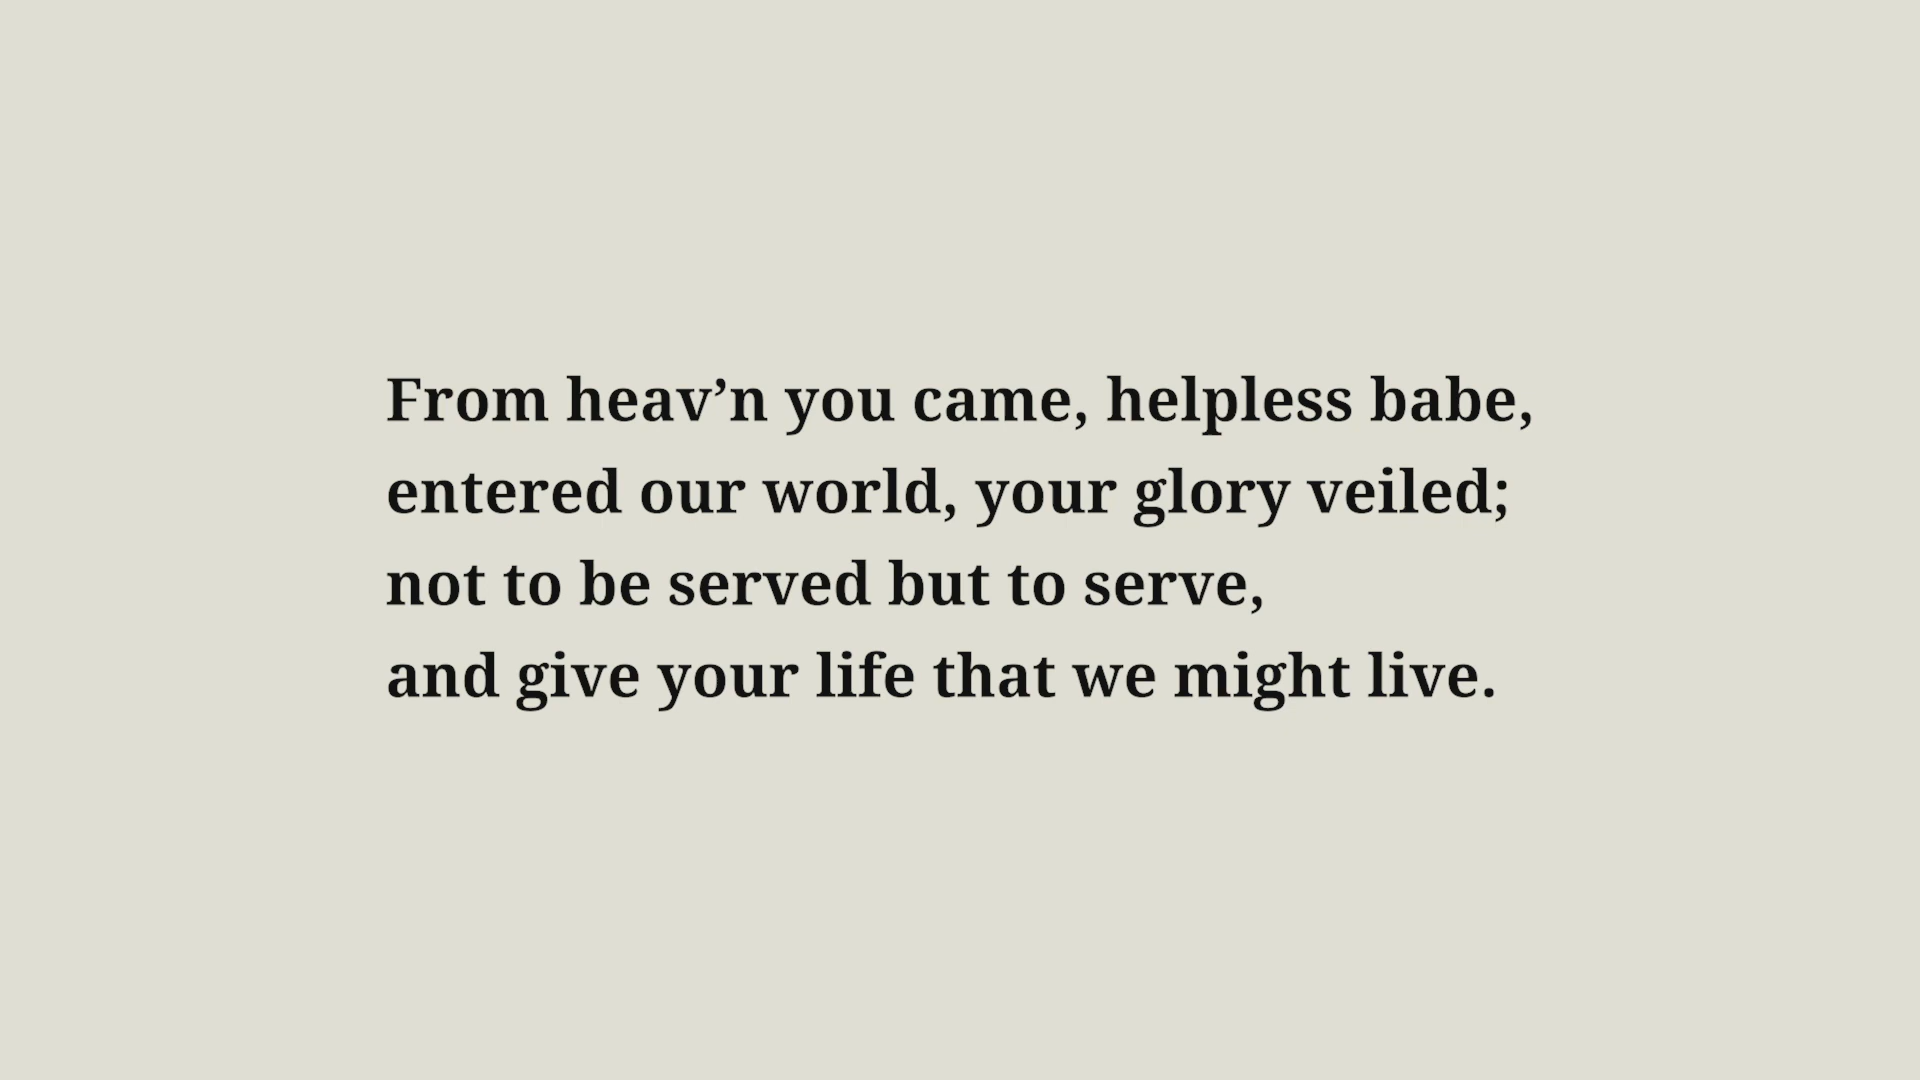 From heav’n you came, helpless babe,
entered our world, your glory veiled;
not to be served but to serve,
and give your life that we might live.